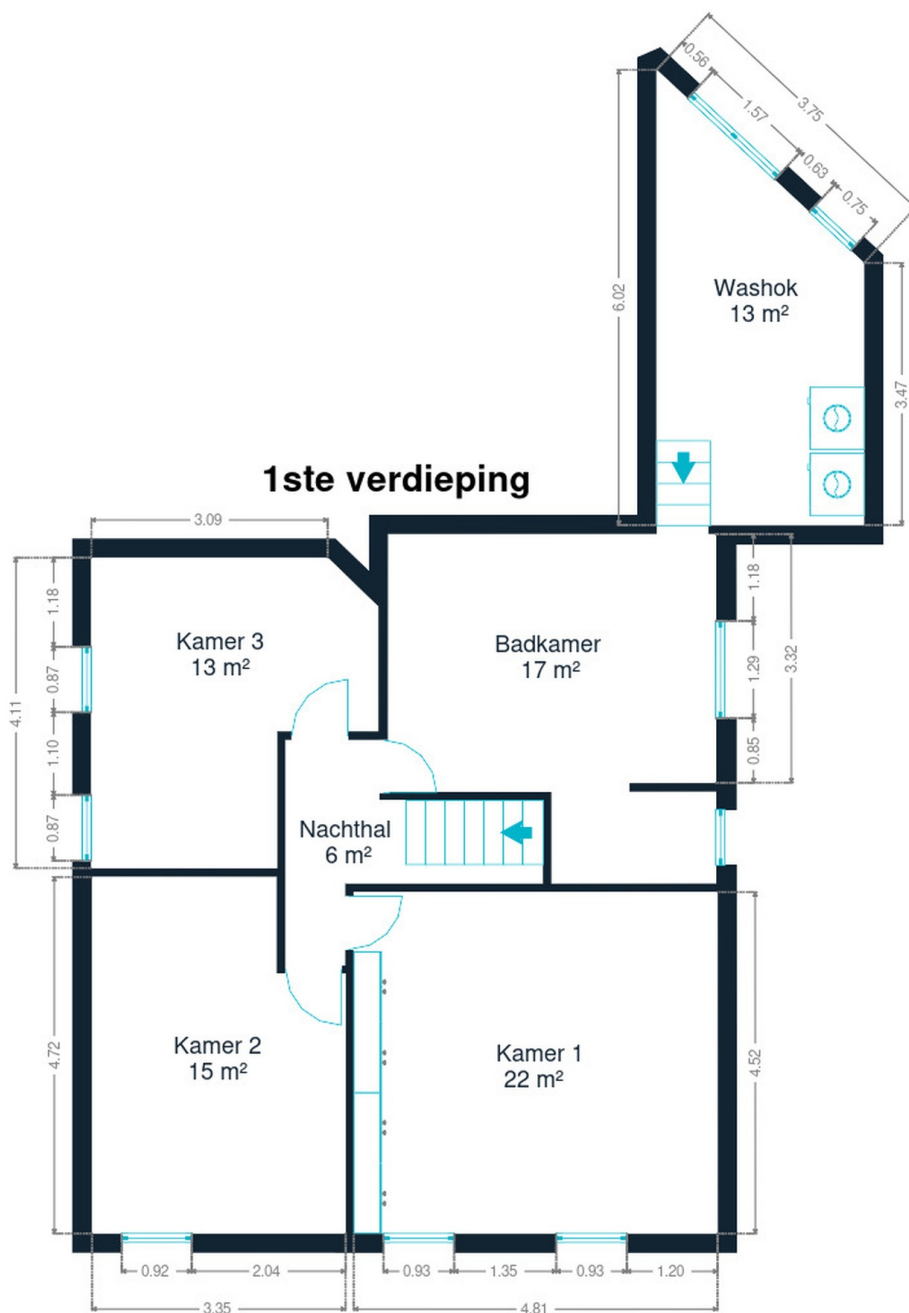 0.56
1.57
3.75
0.63
0.75
6.02
Washok
13 m²
3.47
1ste verdieping
3.09
1.18
1.18
Kamer 3
13 m²
Badkamer
17 m²
0.87
1.29
3.32
4.11
1.10
0.85
0.87
Nachthal
6 m²
4.72
Kamer 2
15 m²
Kamer 1
22 m²
4.52
0.92
2.04
0.93
1.35
0.93
1.20
3.35
4.81